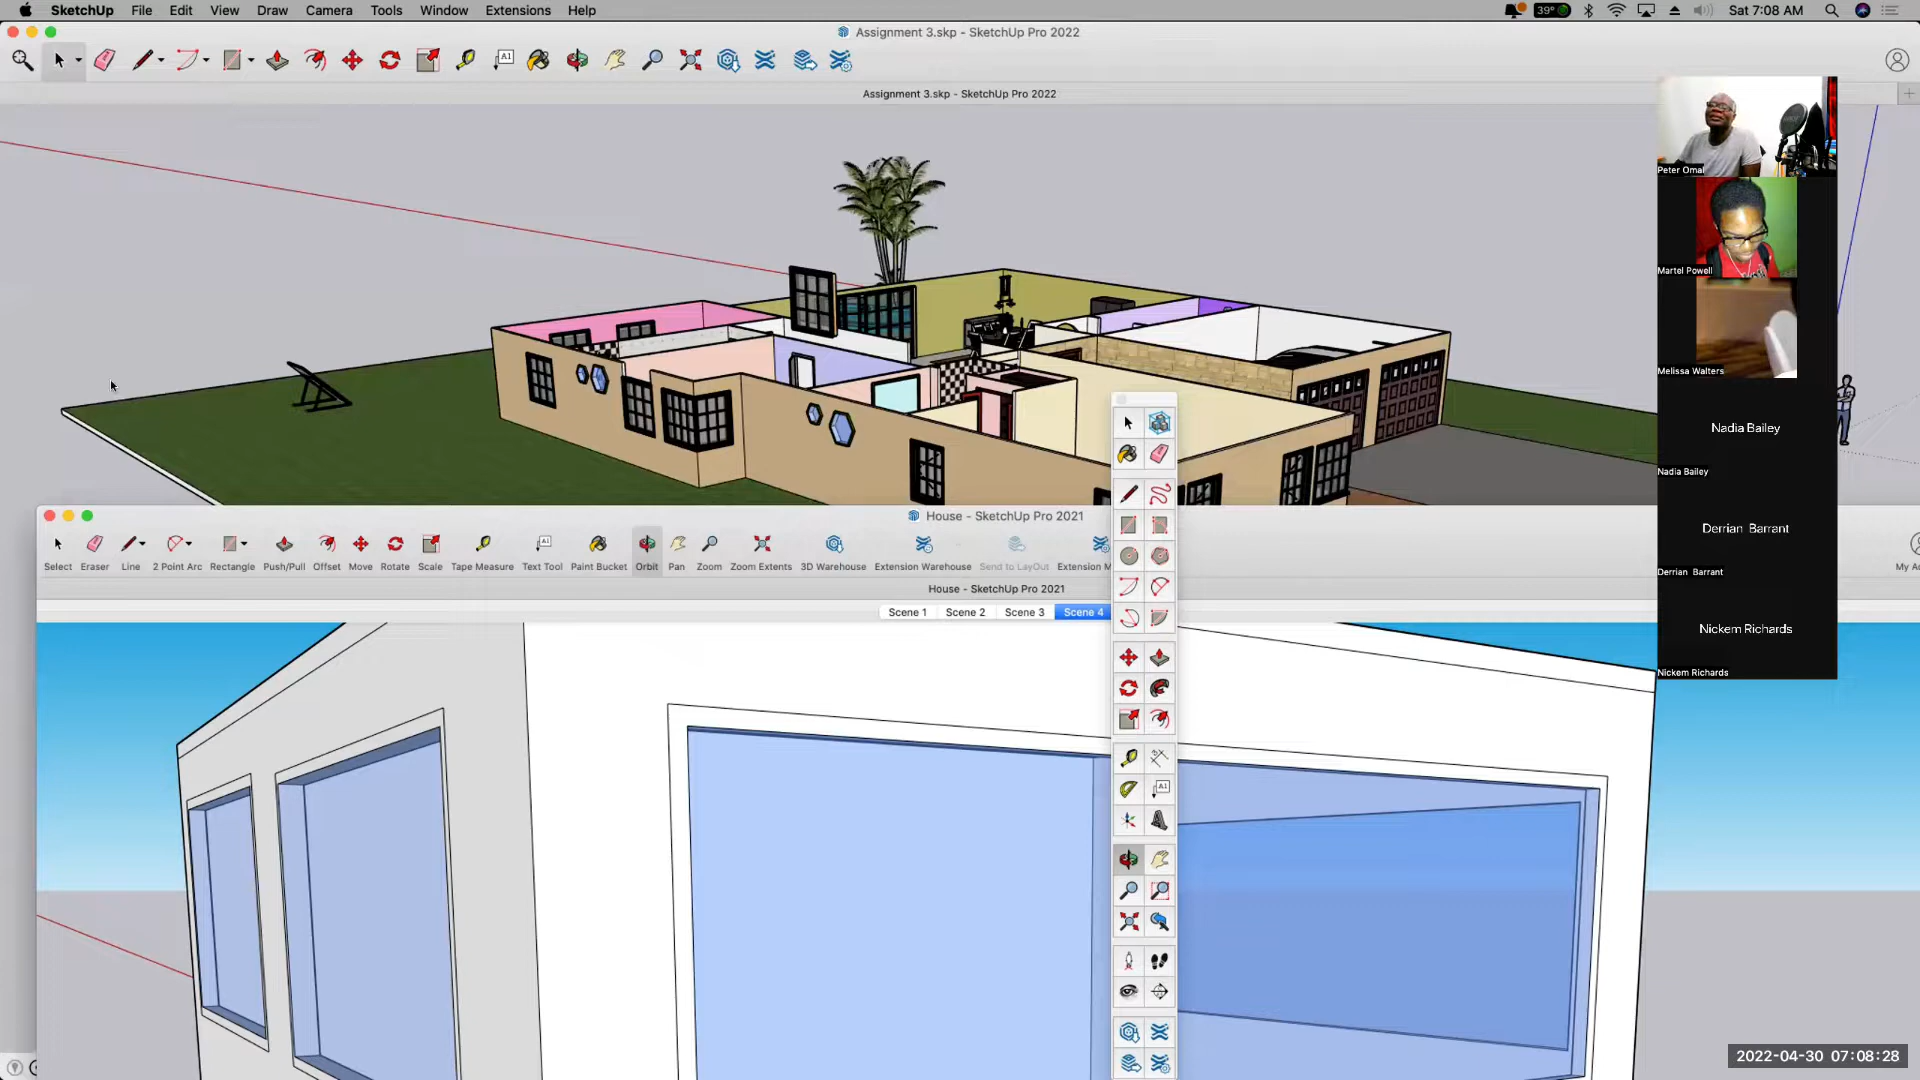 SketchUp File Edit View Draw Camera Tools Window Extensions Help
39° Sat 7:08 AM
Assignment 3.skp - SketchUp Pro 2022
A1
Assignment 3.skp - SketchUp Pro 2022
Peter Omal
Martel Powell
Melissa Walters
Nadia Bailey
Nadia Bailey
Derrian Barrant
Derrian Barrant
Nickem Richards
Nickem Richards
House - SketchUp Pro 2021
A1
Select Eraser Line 2 Point Arc Rectangle Push/Pull Offset Move Rotate Scale Tape Measure Text Tool Paint Bucket Orbit Pan Zoom Zoom Extents 3D Warehouse Extension Warehouse Send to LayOut Extension M
My A
House - SketchUp Pro 2021
Scene 1 Scene 2 Scene 3 Scene 4
A1
2022-04-30 07:08:28